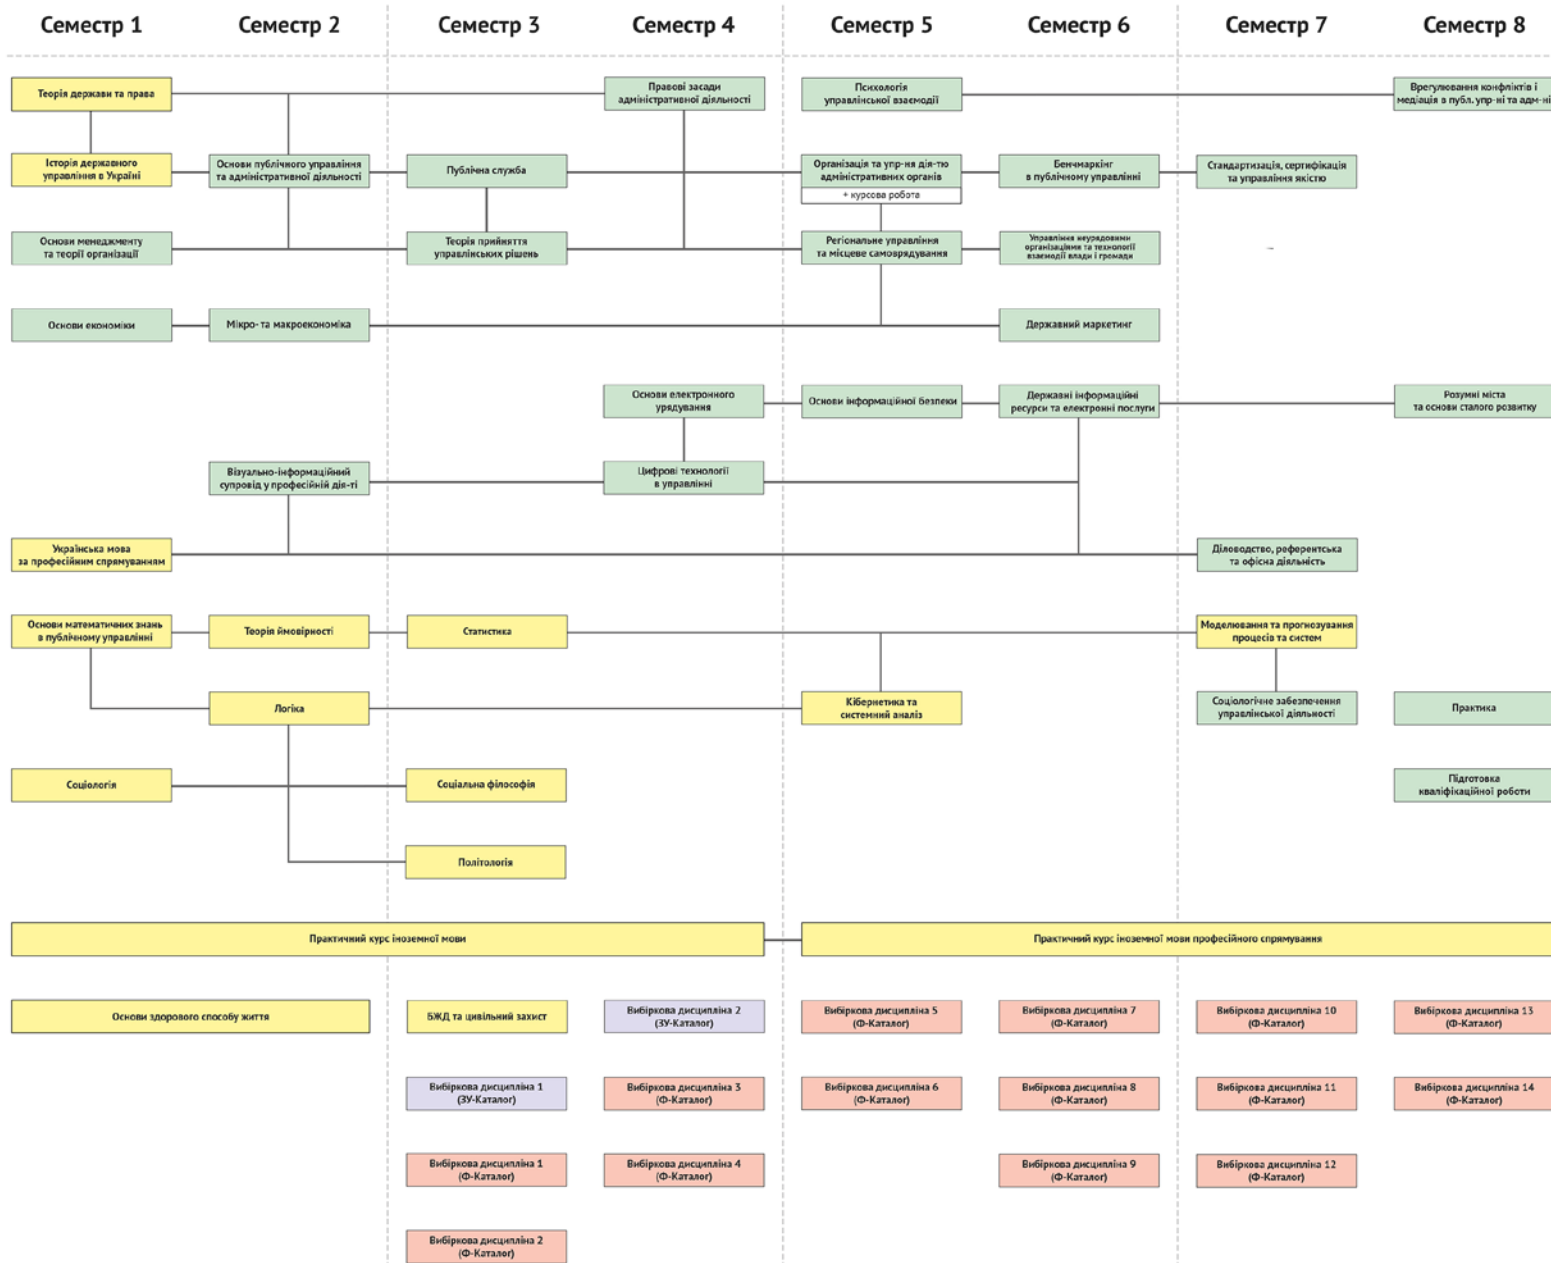 Семестр 1
Семестр 2
Семестр 3
Семестр 4
Семестр 5
Семестр 6
Семестр 7
Семестр 8
Теорія держави та права
Правові засади
адміністративної діяльності
Психологія
управлінської взаємодії
Врегулювання конфліктів і
медіація в публ. упр-ні та адм-ні
Історія державного
управління в Україні
Основи публічного управління
та адміністративної діяльності
Публічна служба
Організація та упр-ня дія-тю
адміністративних органів
+ курсова робота
Бенчмаркінг
в публічному управлінні
Стандартизація, сертифікація
та управління якістю
Основи менеджменту
та теорії організації
Теорія прийняття
управлінських рішень
Регіональне управління
та місцеве самоврядування
Управління неурядовими
організаціями та технології
взаємодії влади і громади
Основи економіки
Мікро- та макроекономіка
Державний маркетинг
Основи електронного
урядування
Основи інформаційної безпеки
Державні інформаційні
ресурси та електронні послуги
Розумні міста
та основи сталого розвитку
Візуально-інформаційний
супровід у професійній дія-ті
Цифрові технології
в управлінні
Українська мова
за професійним спрямуванням
Діловодство, референтська
та офісна діяльність
Основи математичних знань
в публічному управлінні
Теорія ймовірності
Статистика
Моделювання та прогнозування
процесів та систем
Логіка
Кібернетика та
системний аналіз
Соціологічне забезпечення
управлінської діяльності
Практика
Соціологія
Соціальна філософія
Підготовка
кваліфікаційної роботи
Політологія
Практичний курс іноземної мови
Практичний курс іноземної мови професійного спрямування
Основи здорового способу життя
БЖД та цивільний захист
Вибіркова дисципліна 2
(ЗУ-Каталог)
Вибіркова дисципліна 5
(Ф-Каталог)
Вибіркова дисципліна 7
(Ф-Каталог)
Вибіркова дисципліна 10
(Ф-Каталог)
Вибіркова дисципліна 13
(Ф-Каталог)
Вибіркова дисципліна 1
(ЗУ-Каталог)
Вибіркова дисципліна 3
(Ф-Каталог)
Вибіркова дисципліна 6
(Ф-Каталог)
Вибіркова дисципліна 8
(Ф-Каталог)
Вибіркова дисципліна 11
(Ф-Каталог)
Вибіркова дисципліна 14
(Ф-Каталог)
Вибіркова дисципліна 1
(Ф-Каталог)
Вибіркова дисципліна 4
(Ф-Каталог)
Вибіркова дисципліна 9
(Ф-Каталог)
Вибіркова дисципліна 12
(Ф-Каталог)
Вибіркова дисципліна 2
(Ф-Каталог)